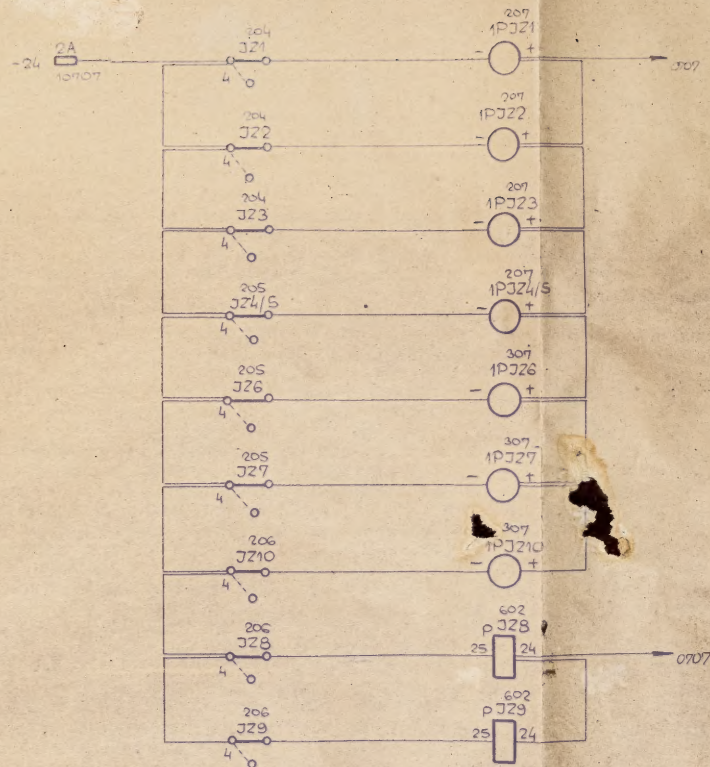 204
207
-24 2A JZ1 1PJZ1
10707 4 - +
204
207
JZ2 1PJZ2
4 - +
204
207
JZ3 1PJZ3
4 - +
205
207
JZ4/5 1PJZ4/5
4 - +
205
307
JZ6 1PJZ6
4 - +
205
307
JZ7 1PJZ7
4 - +
206
307
JZ10 1PJZ10
4 - +
206
602
JZ8 pJZ8
4 25 24 0707
206
602
JZ9 pJZ9
4 25 24